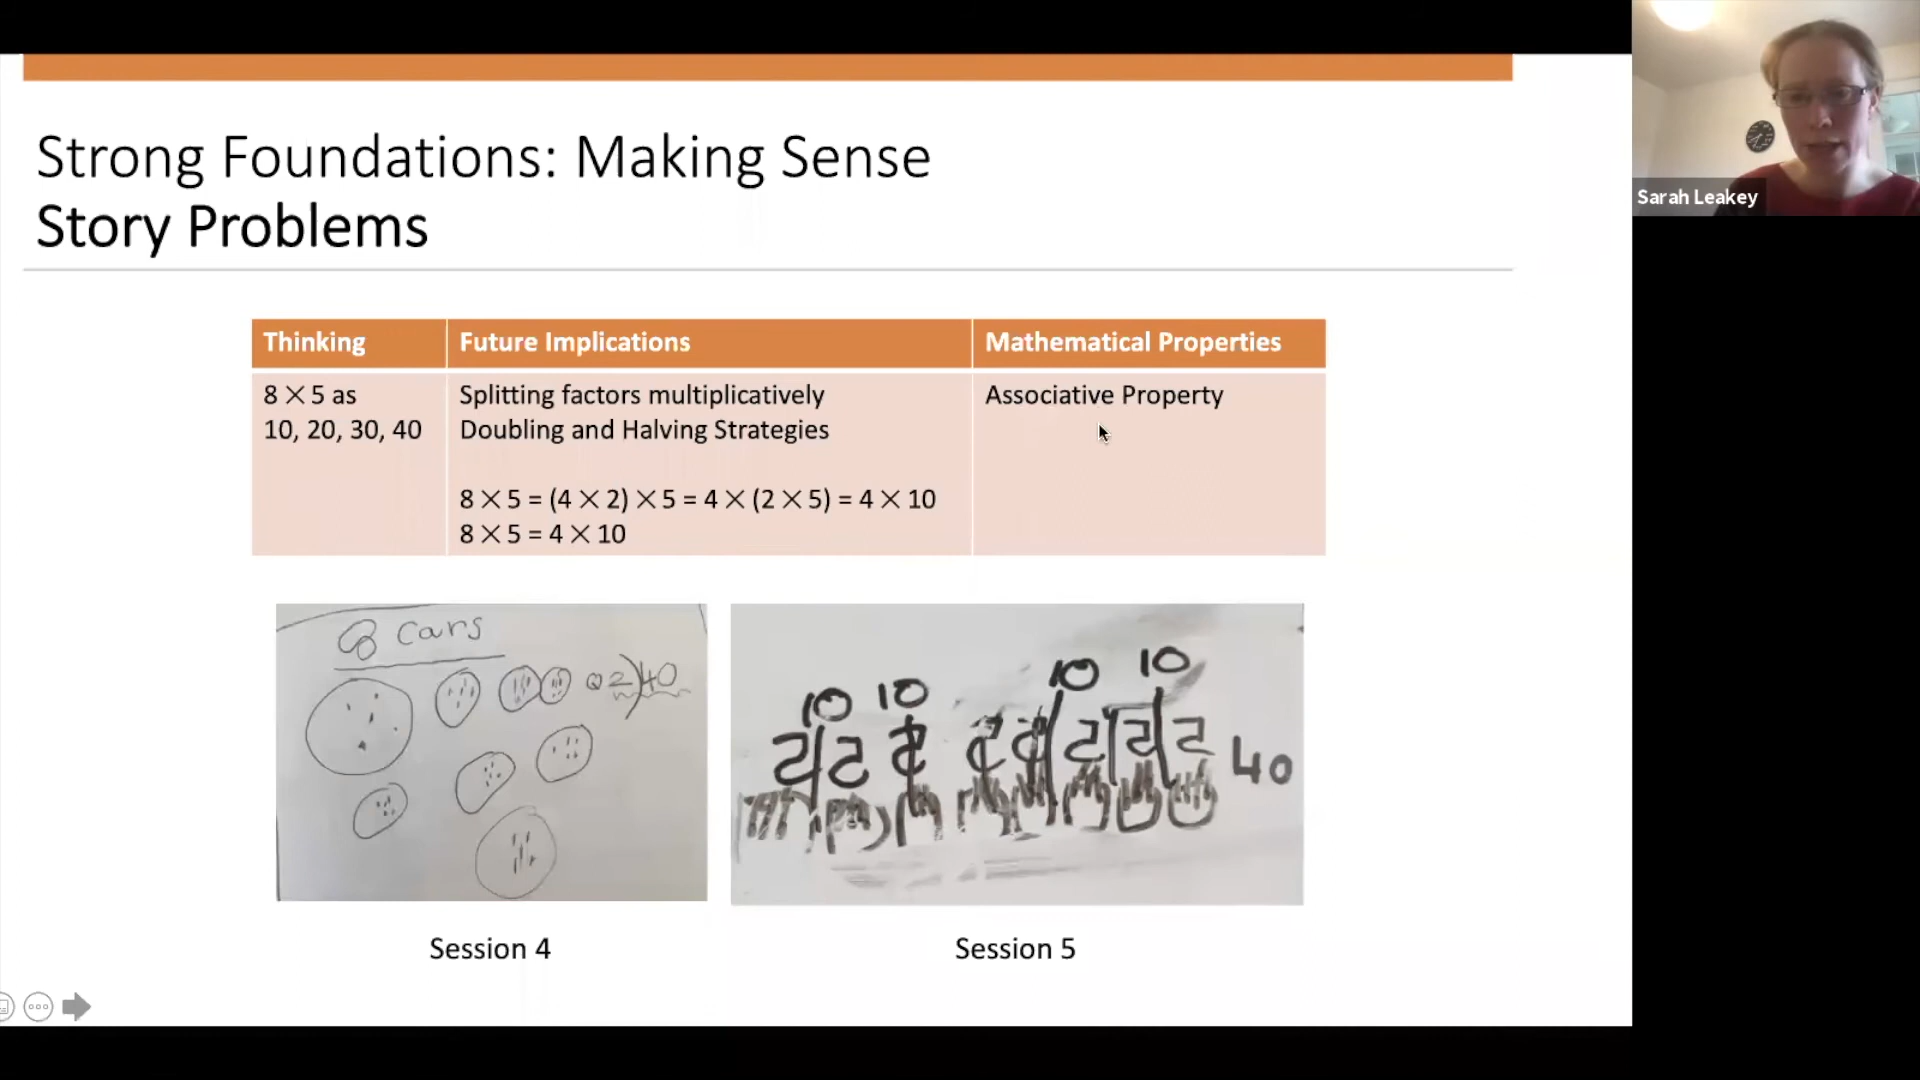 Strong Foundations: Making Sense
Story Problems
Sarah Leakey
Thinking
Future Implications
Mathematical Properties
8 × 5 as
10, 20, 30, 40
Splitting factors multiplicatively
Doubling and Halving Strategies
8 × 5 = (4 × 2) × 5 = 4 × (2 × 5) = 4 × 10
8 × 5 = 4 × 10
Associative Property
8 cars
40
10 10 10 10
40
Session 4
Session 5